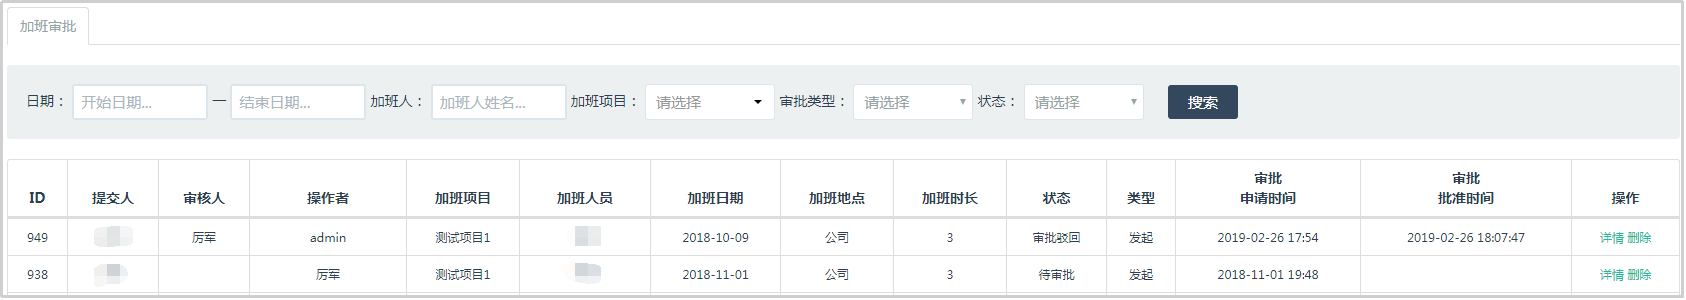 加班审批
日期： 开始日期... — 结束日期... 加班人： 加班人姓名... 加班项目： 请选择 审批类型： 请选择 状态： 请选择 搜索
ID 提交人 审核人 操作者 加班项目 加班人员 加班日期 加班地点 加班时长 状态 类型 审批 申请时间 审批 批准时间 操作
949 厉军 admin 测试项目1 2018-10-09 公司 3 审批驳回 发起 2019-02-26 17:54 2019-02-26 18:07:47 详情 删除
938 厉军 测试项目1 2018-11-01 公司 3 待审批 发起 2018-11-01 19:48 详情 删除